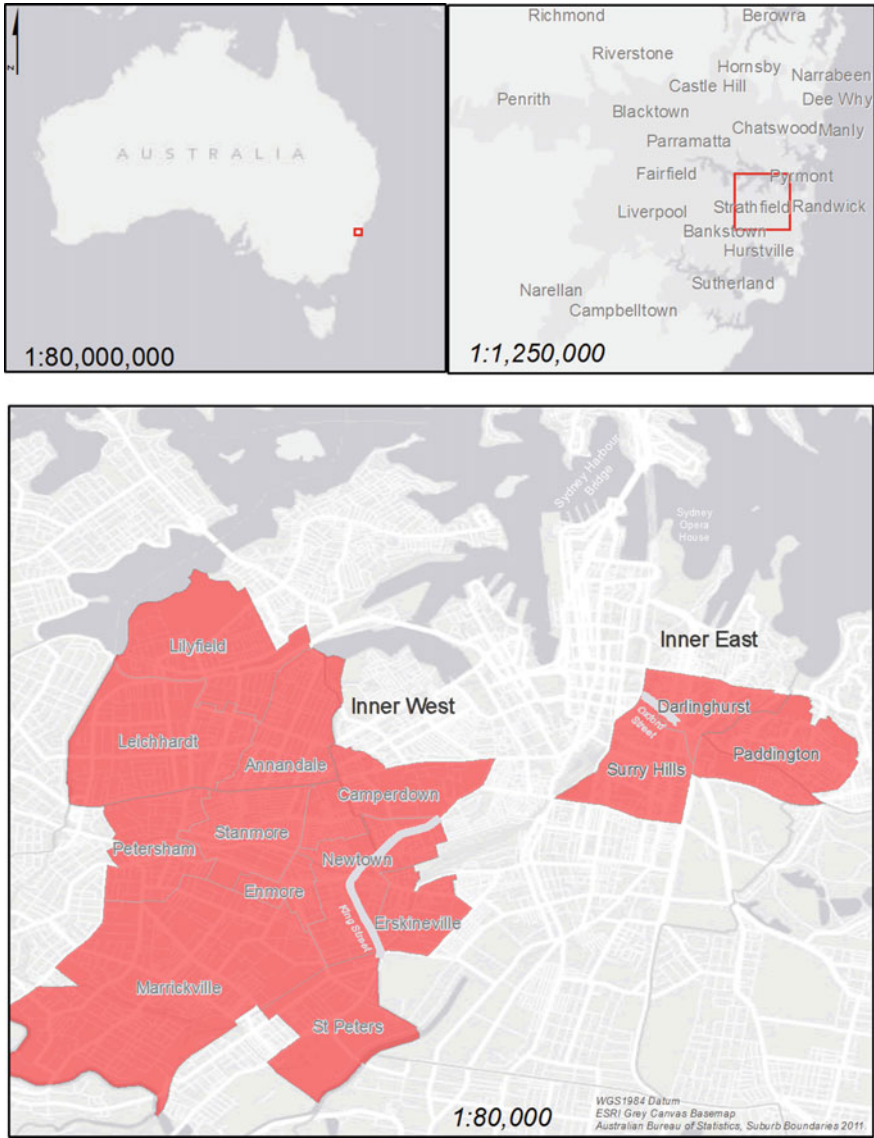 N
AUSTRALIA
1:80,000,000
Richmond
Berowra
Riverstone
Hornsby
Narrabeen
Castle Hill
Penrith
Dee Why
Blacktown
Chatswood
Manly
Parramatta
Fairfield
Pyrmont
Liverpool
Strathfield
Randwick
Bankstown
Hurstville
Sutherland
Narellan
Campbelltown
1:1,250,000
Sydney Harbour
Bridge
Sydney
Opera
House
Lilyfield
Inner East
Inner West
Darlinghurst
Oxford
Street
Leichhardt
Annandale
Paddington
Surry Hills
Camperdown
Stanmore
Petersham
Newtown
Enmore
King Street
Erskineville
Marrickville
St Peters
1:80,000
WGS1984 Datum
ESRI Grey Canvas Basemap
Australian Bureau of Statistics, Suburb Boundaries 2011.